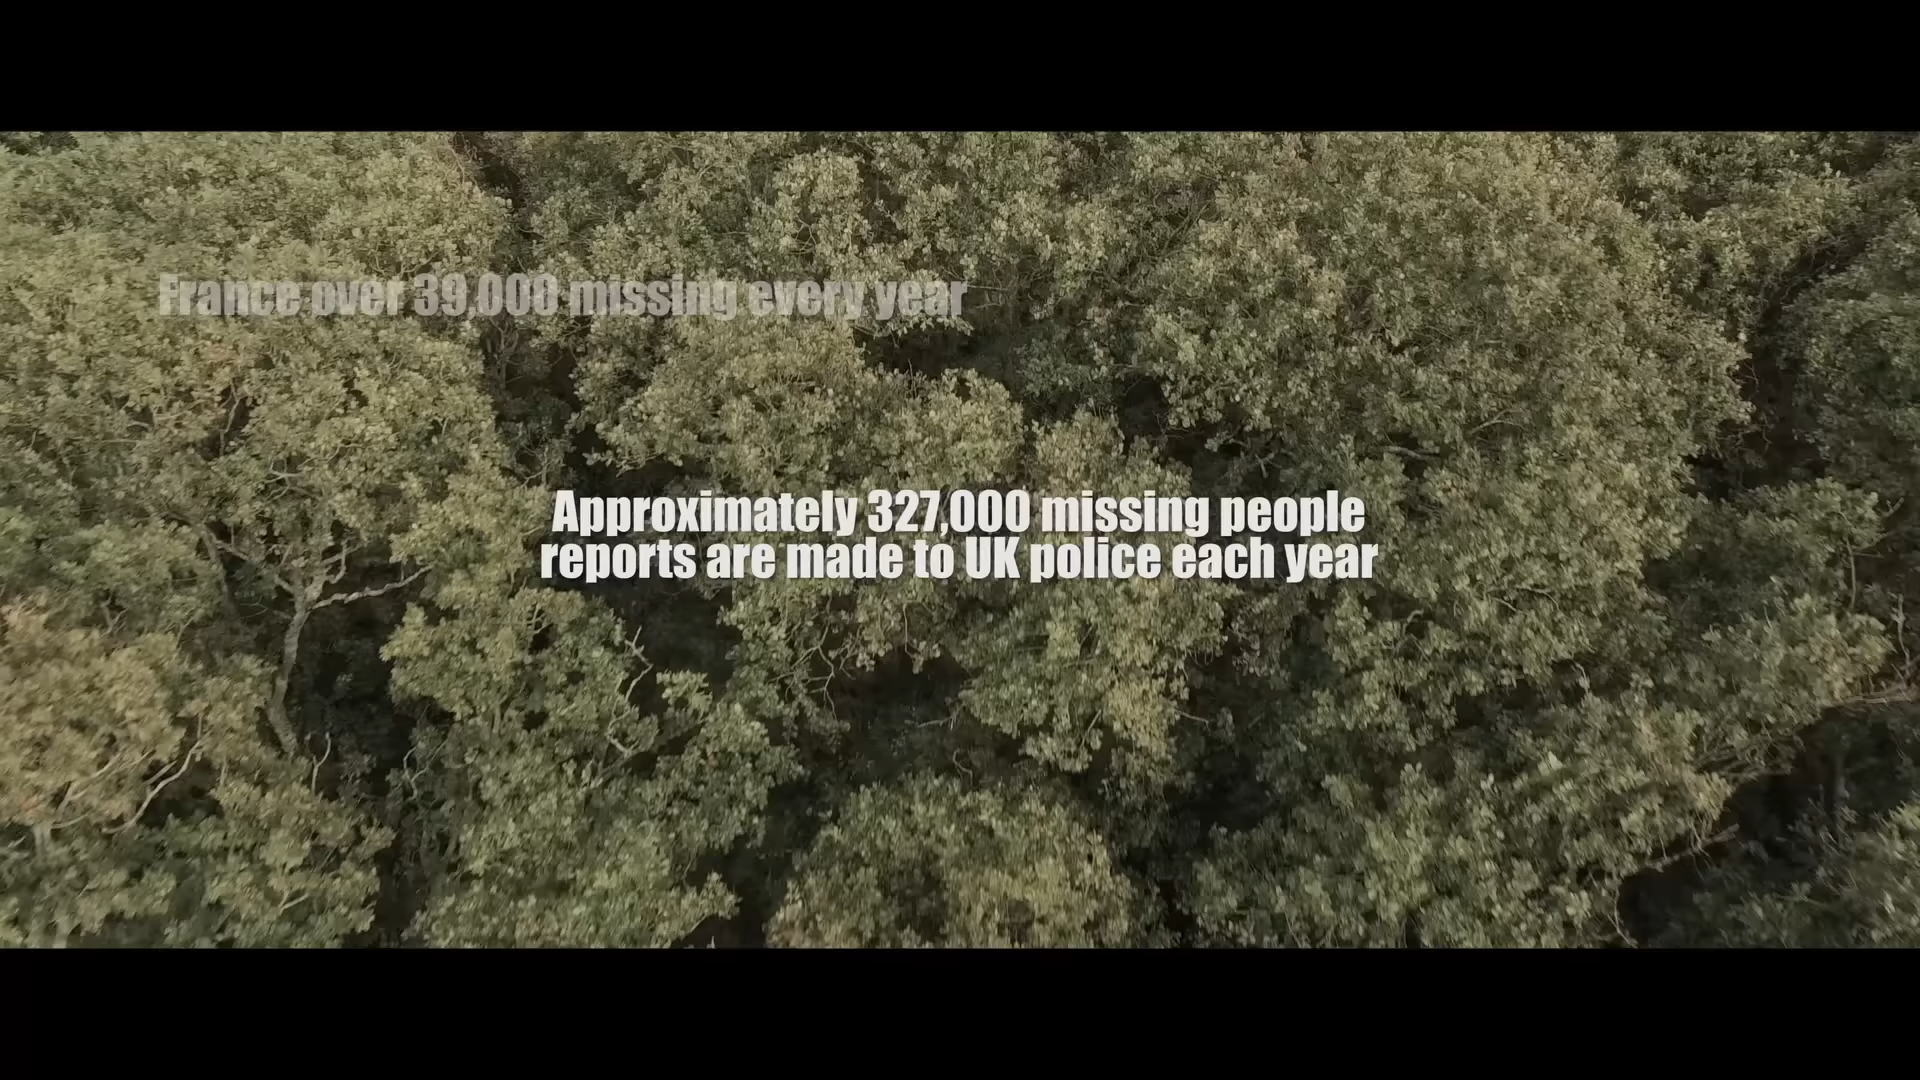 France over 39,000 missing every year
Approximately 327,000 missing people
reports are made to UK police each year